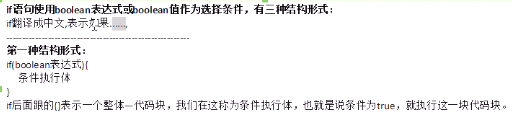 if语句使用boolean表达式或boolean值作为选择条件，有三种结构形式：
if翻译成中文,表示如果......,
----------------------------------------------------
第一种结构形式：
if(boolean表达式){
条件执行体
}
if后面跟的{}表示一个整体—代码块，我们在这称为条件执行体，也就是说条件为true，就执行这一块代码块。